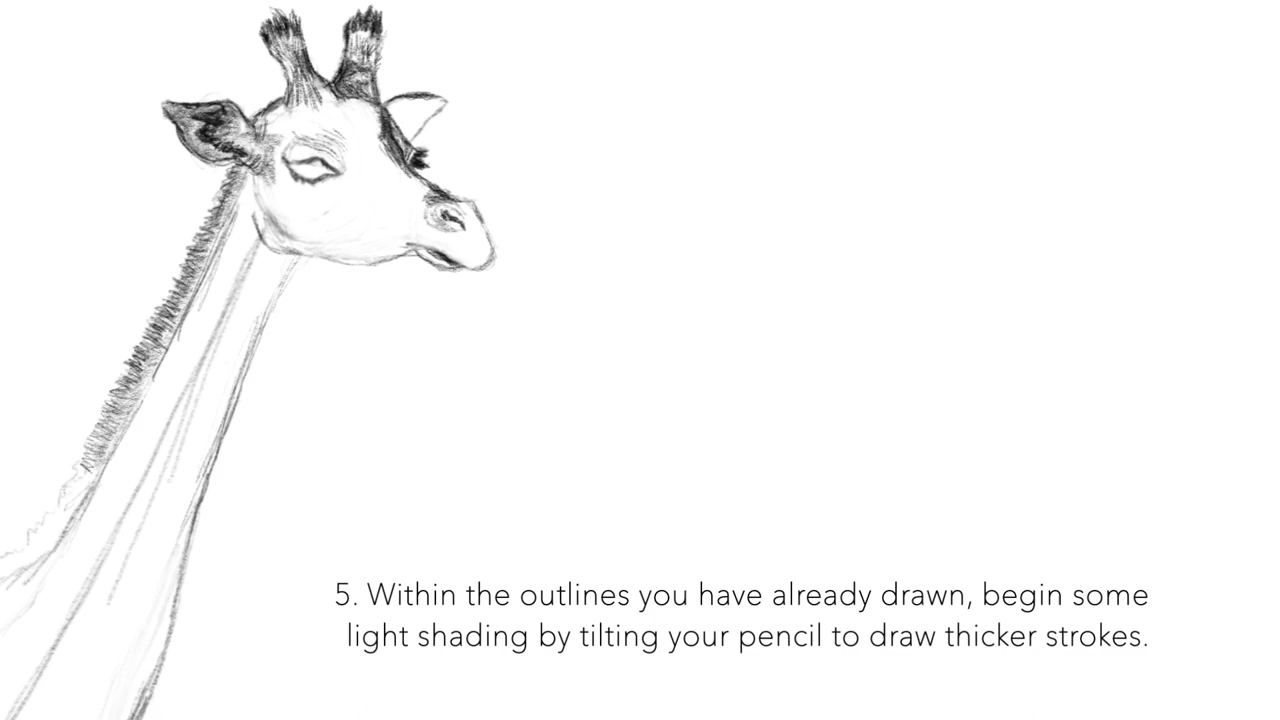 5. Within the outlines you have already drawn, begin some
light shading by tilting your pencil to draw thicker strokes.